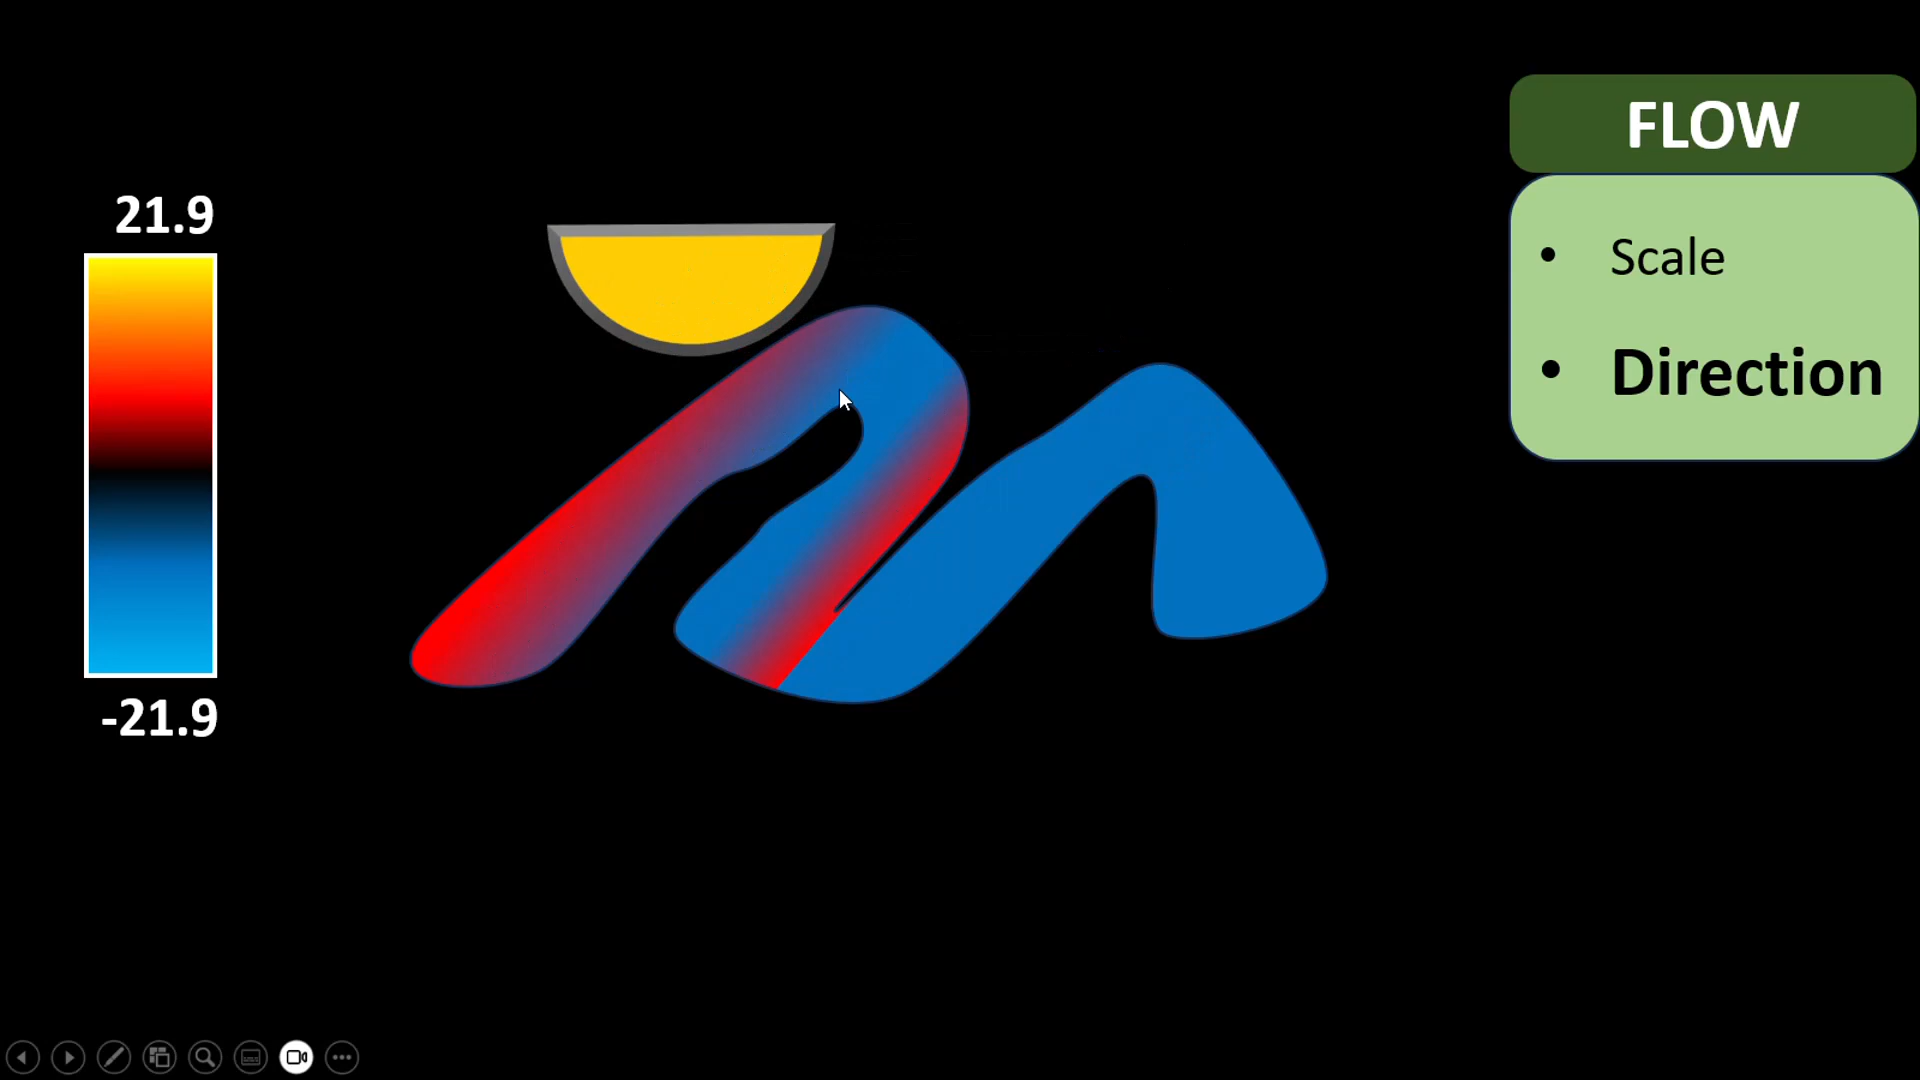 FLOW
21.9
• Scale
• Direction
-21.9